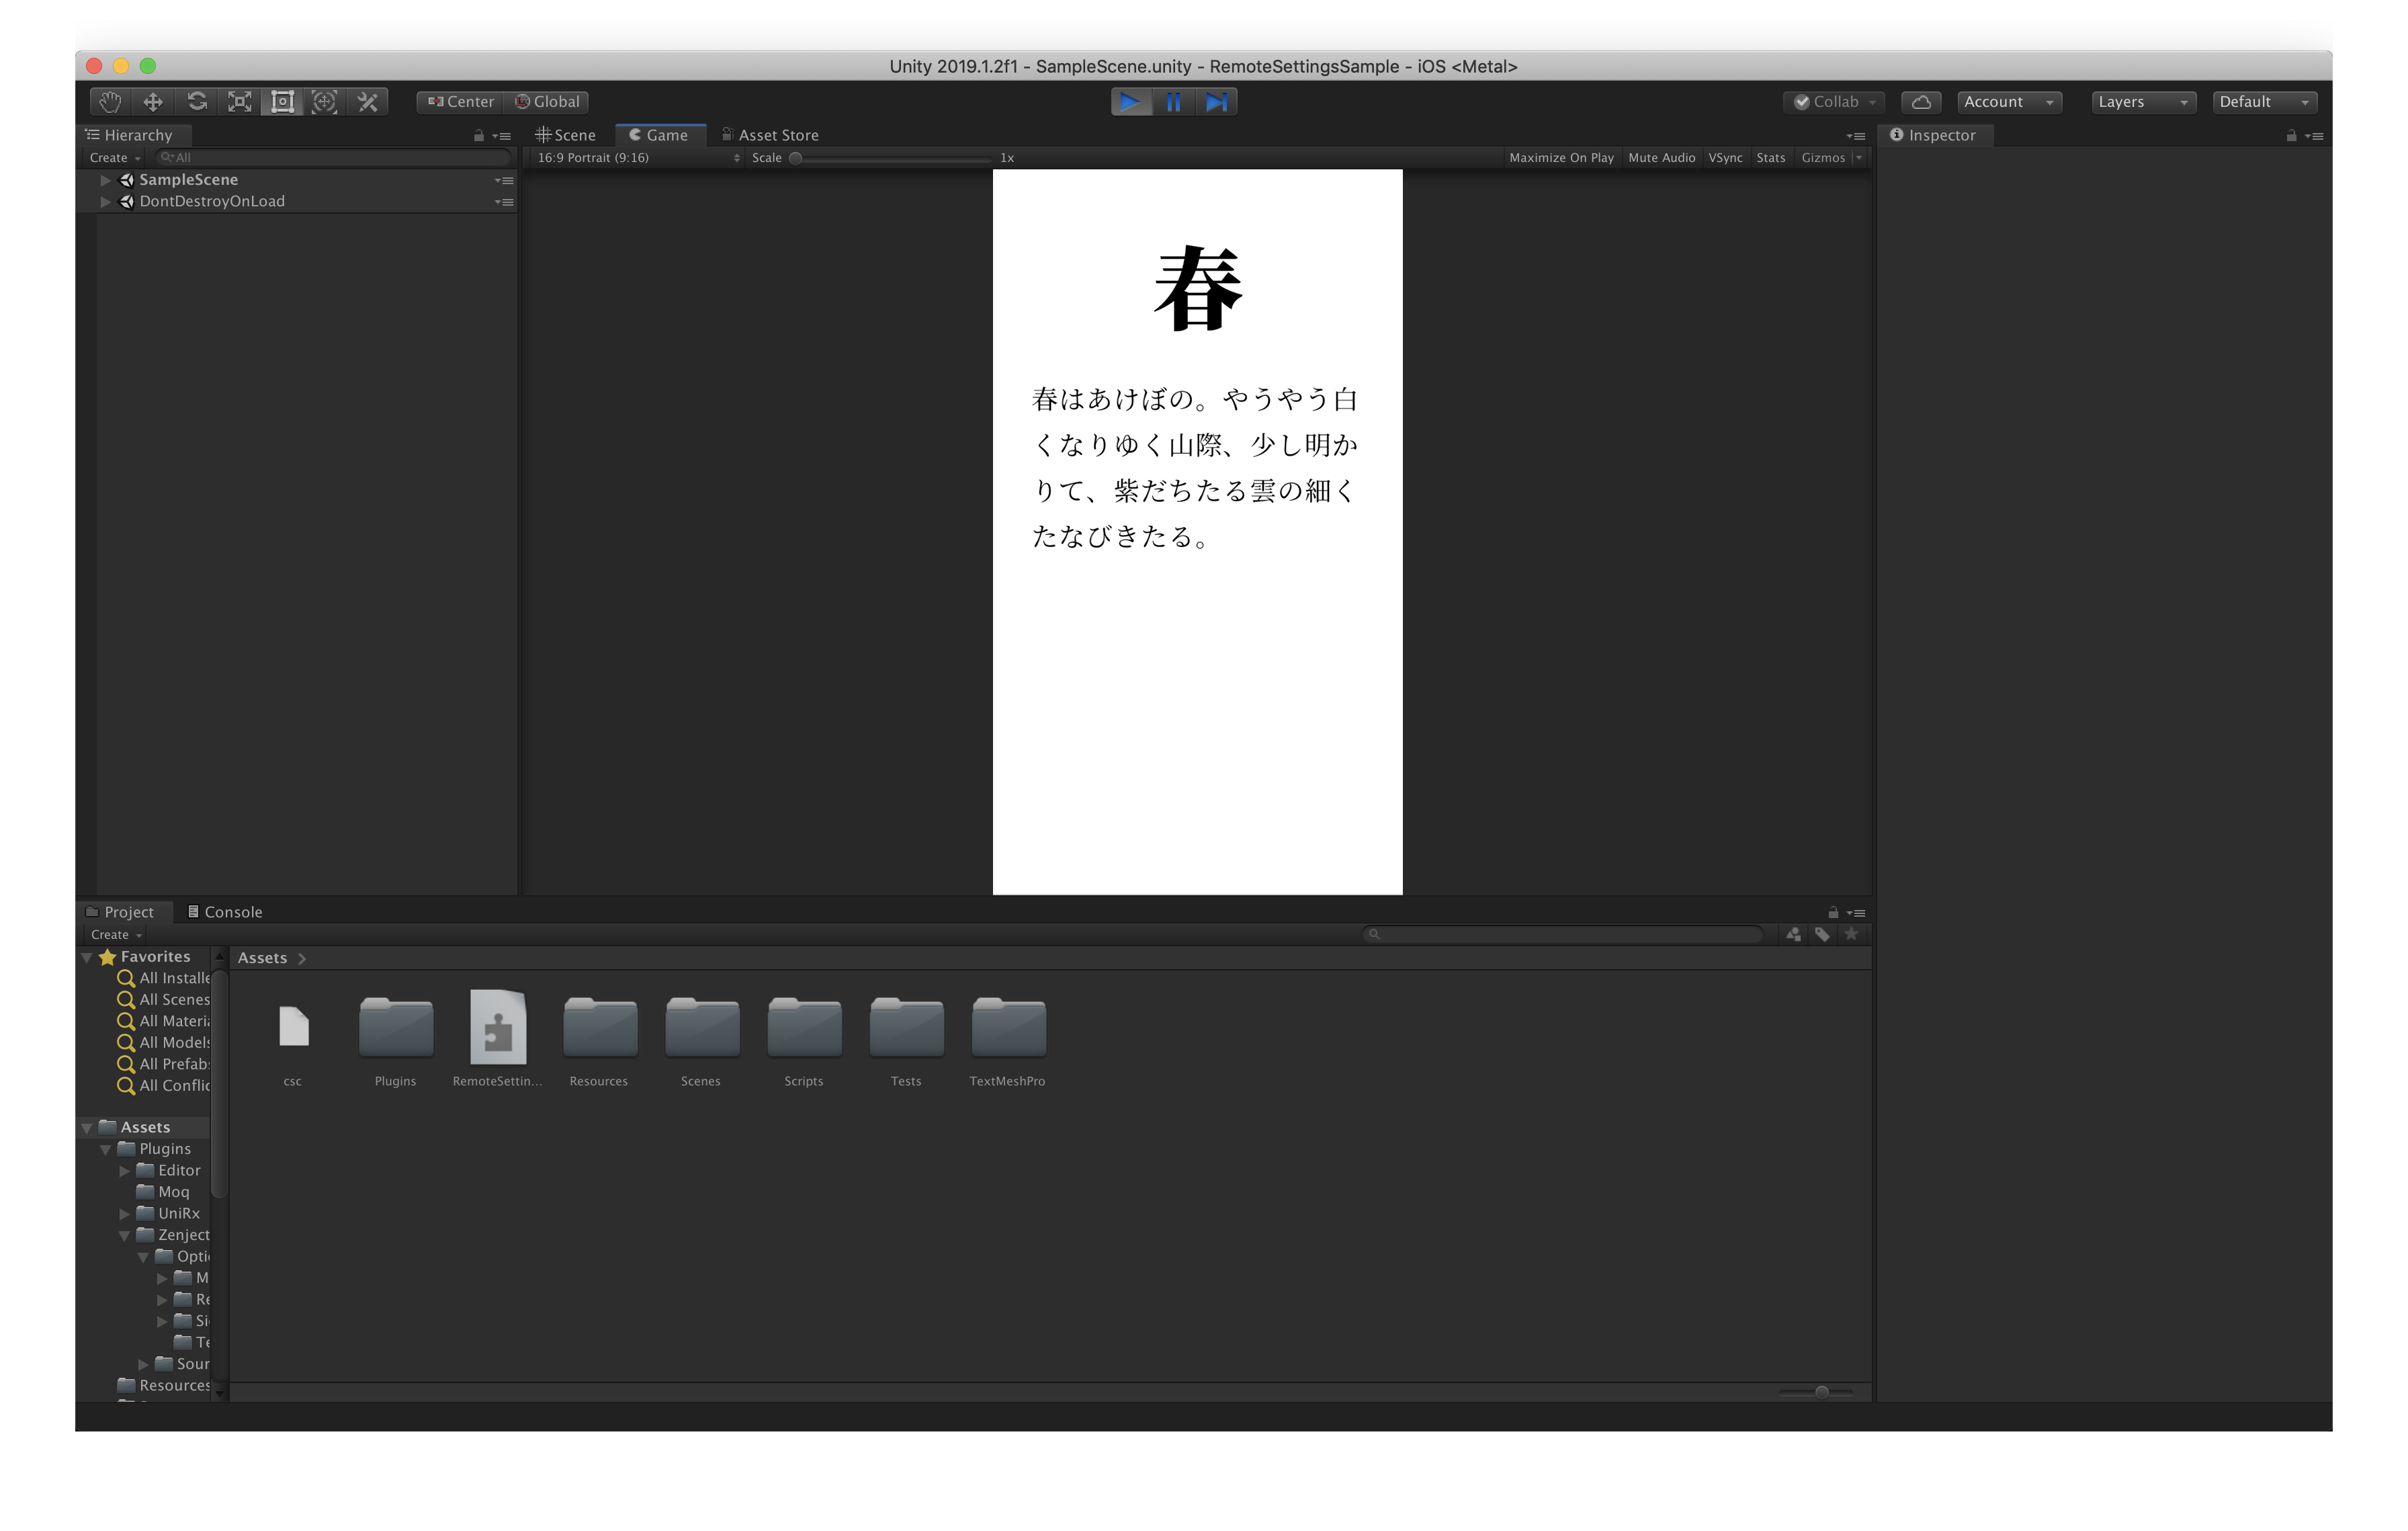 Unity 2019.1.2f1 - SampleScene.unity - RemoteSettingsSample - iOS <Metal>
Center Global
Collab Account Layers Default
Hierarchy
Create All
SampleScene
DontDestroyOnLoad
Scene Game Asset Store
16:9 Portrait (9:16) Scale 1x Maximize On Play Mute Audio VSync Stats Gizmos
春
春はあけぼの。やうやう白
くなりゆく山際、少し明か
りて、紫だちたる雲の細く
たなびきたる。
Inspector
Project Console
Create
Favorites
All Installe
All Scenes
All Materia
All Models
All Prefab
All Conflic
Assets
Plugins
Editor
Moq
UniRx
Zenject
Opti
M
Re
Si
Te
Sour
Resources
Assets
csc Plugins RemoteSettin... Resources Scenes Scripts Tests TextMeshPro